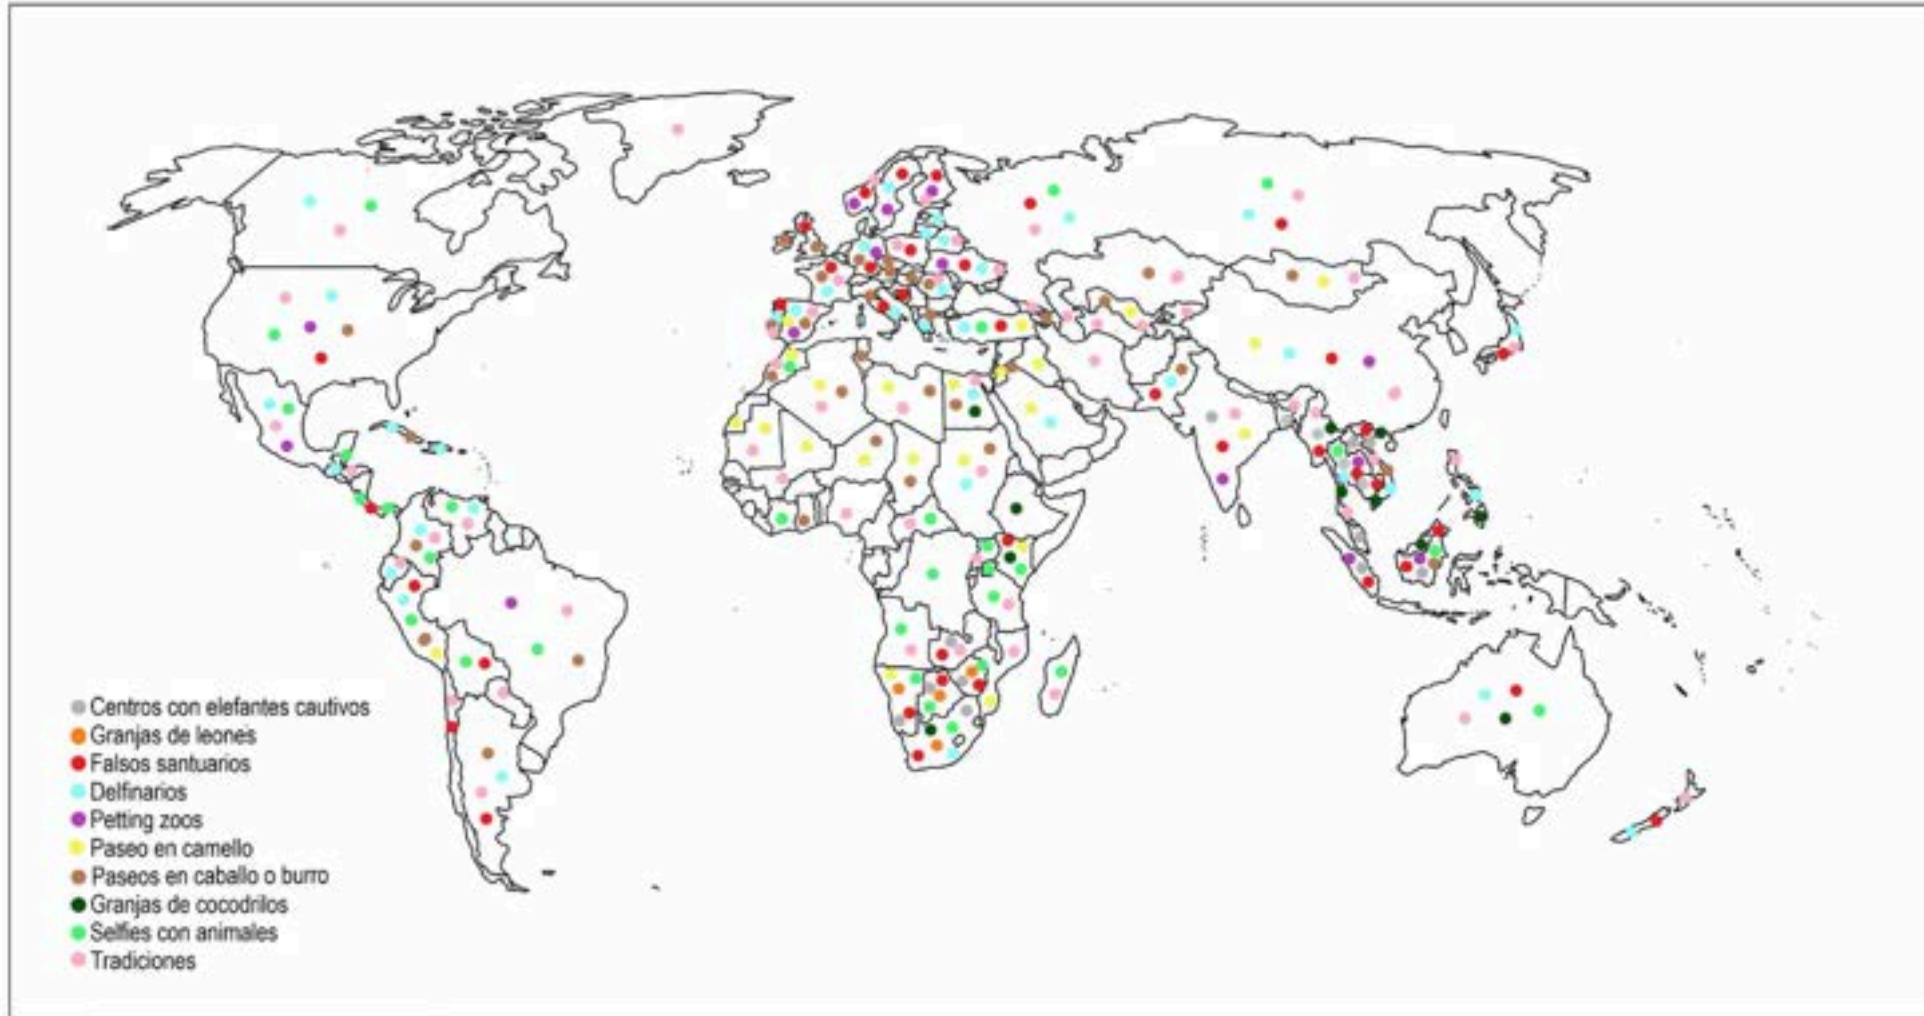 Centros con elefantes cautivos
Granjas de leones
Falsos santuarios
Delfinarios
Petting zoos
Paseo en camello
Paseos en caballo o burro
Granjas de cocodrilos
Selfies con animales
Tradiciones